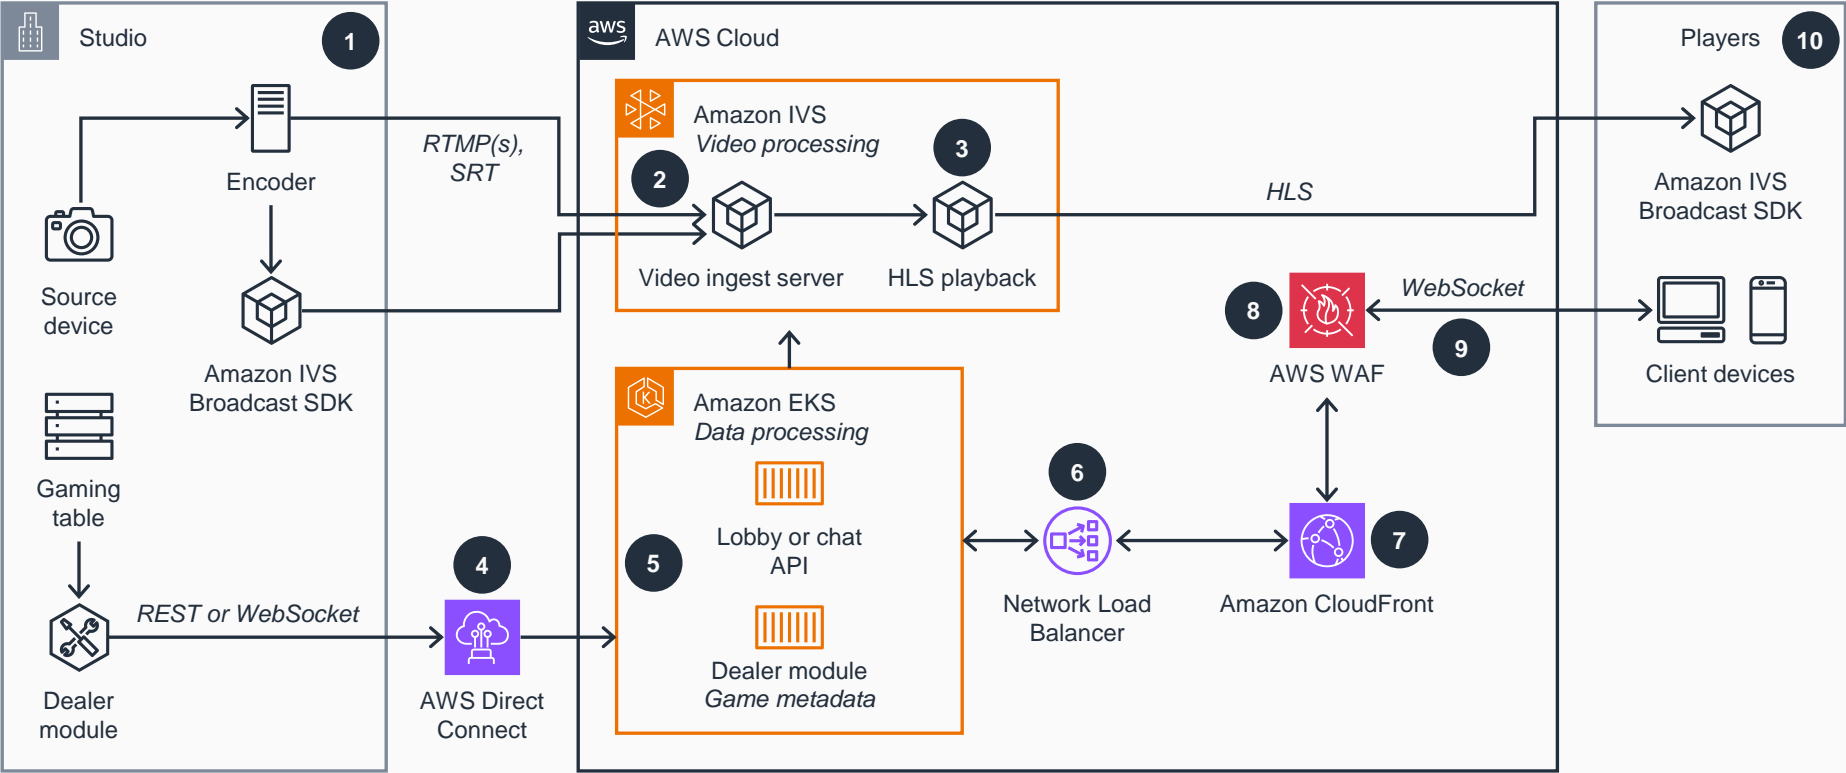 Studio
1
Encoder
RTMP(s),
SRT
Source
device
Amazon IVS
Broadcast SDK
Gaming
table
REST or WebSocket
Dealer
module
4
AWS Direct
Connect
aws
AWS Cloud
Amazon IVS
Video processing
2
3
Video ingest server
HLS playback
HLS
Amazon EKS
Data processing
Lobby or chat
API
5
Dealer module
Game metadata
6
Network Load
Balancer
7
Amazon CloudFront
8
AWS WAF
WebSocket
9
Players
10
Amazon IVS
Broadcast SDK
Client devices